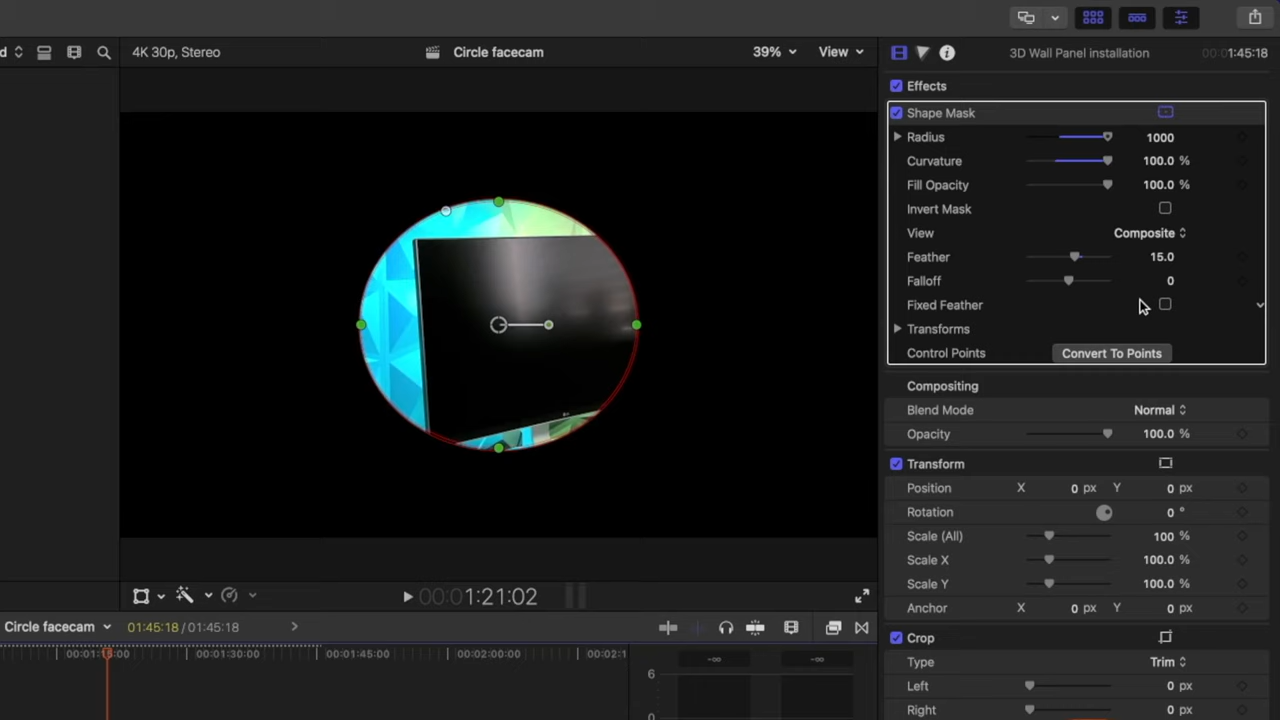 d
4K 30p, Stereo
Circle facecam
39%
View
3D Wall Panel installation
00:01:45:18
Effects
Shape Mask
Radius 1000
Curvature 100.0 %
Fill Opacity 100.0 %
Invert Mask
View Composite
Feather 15.0
Falloff 0
Fixed Feather
Transforms
Control Points Convert To Points
Compositing
Blend Mode Normal
Opacity 100.0 %
Transform
Position X 0 px Y 0 px
Rotation 0 °
Scale (All) 100 %
Scale X 100.0 %
Scale Y 100.0 %
Anchor X 0 px Y 0 px
Crop
Type Trim
Left 0 px
Right 0 px
00:01:21:02
Circle facecam
01:45:18 / 01:45:18
00:01:15:00 00:01:30:00 00:01:45:00 00:02:00:00 00:02:1
-∞ -∞
6
0